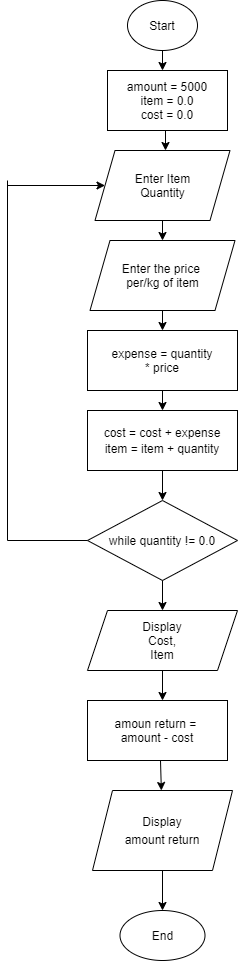 Start
amount = 5000
item = 0.0
cost = 0.0
Enter Item
Quantity
Enter the price
per/kg of item
expense = quantity
* price
cost = cost + expense
item = item + quantity
while quantity != 0.0
Display
Cost,
Item
amoun return =
amount - cost
Display
amount return
End